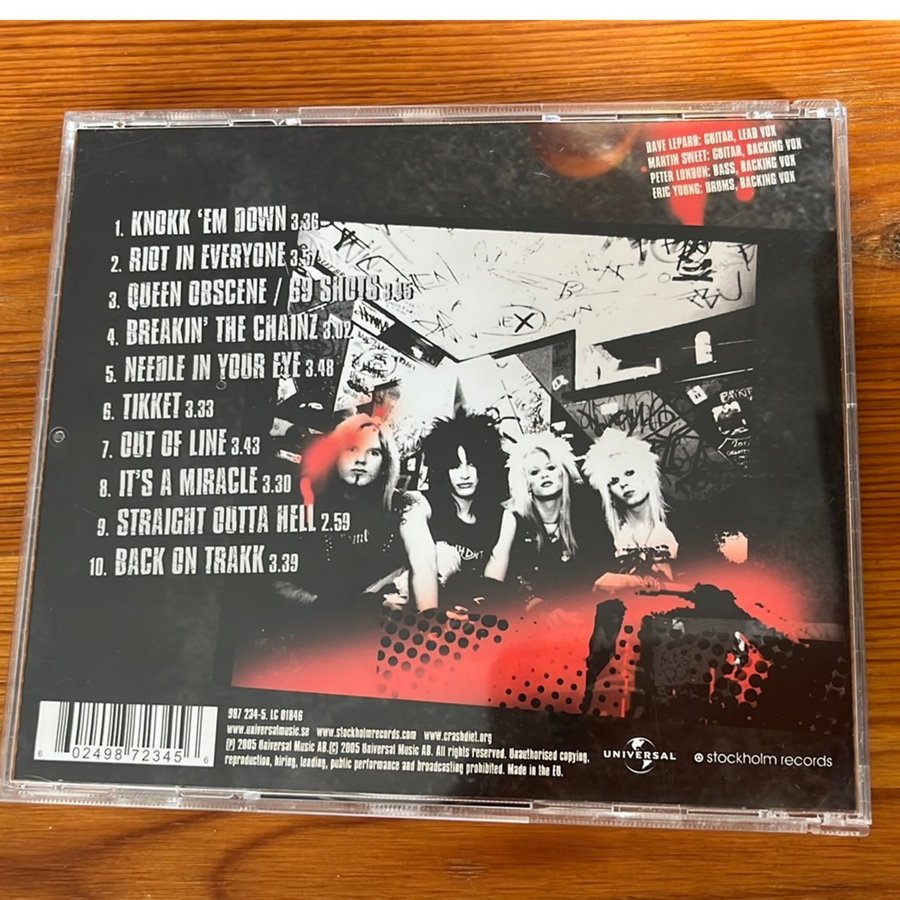 DAVE LEPARD: GUITAR, LEAD VOX
MARTIN SWEET: GUITAR, BACKING VOX
PETER LONDON: BASS, BACKING VOX
ERIC YOUNG: DRUMS, BACKING VOX
1. KNOKK 'EM DOWN 3.36
2. RIOT IN EVERYONE 3.57
3. QUEEN OBSCENE / 69 SHOTS 3.35
4. BREAKIN' THE CHAINZ 3.02
5. NEEDLE IN YOUR EYE 3.48
6. TIKKET 3.33
7. OUT OF LINE 3.43
8. IT'S A MIRACLE 3.30
9. STRAIGHT OUTTA HELL 2.59
10. BACK ON TRAKK 3.39
987 234-5. LC 01846
www.universalmusic.se www.stockholmrecords.com www.crashdiet.org
(P) 2005 Universal Music AB. (C) 2005 Universal Music AB. All rights reserved. Unauthorised copying,
reproduction, hiring, lending, public performance and broadcasting prohibited. Made in the EU.
6 02498 72345 6
UNIVERSAL
stockholm records